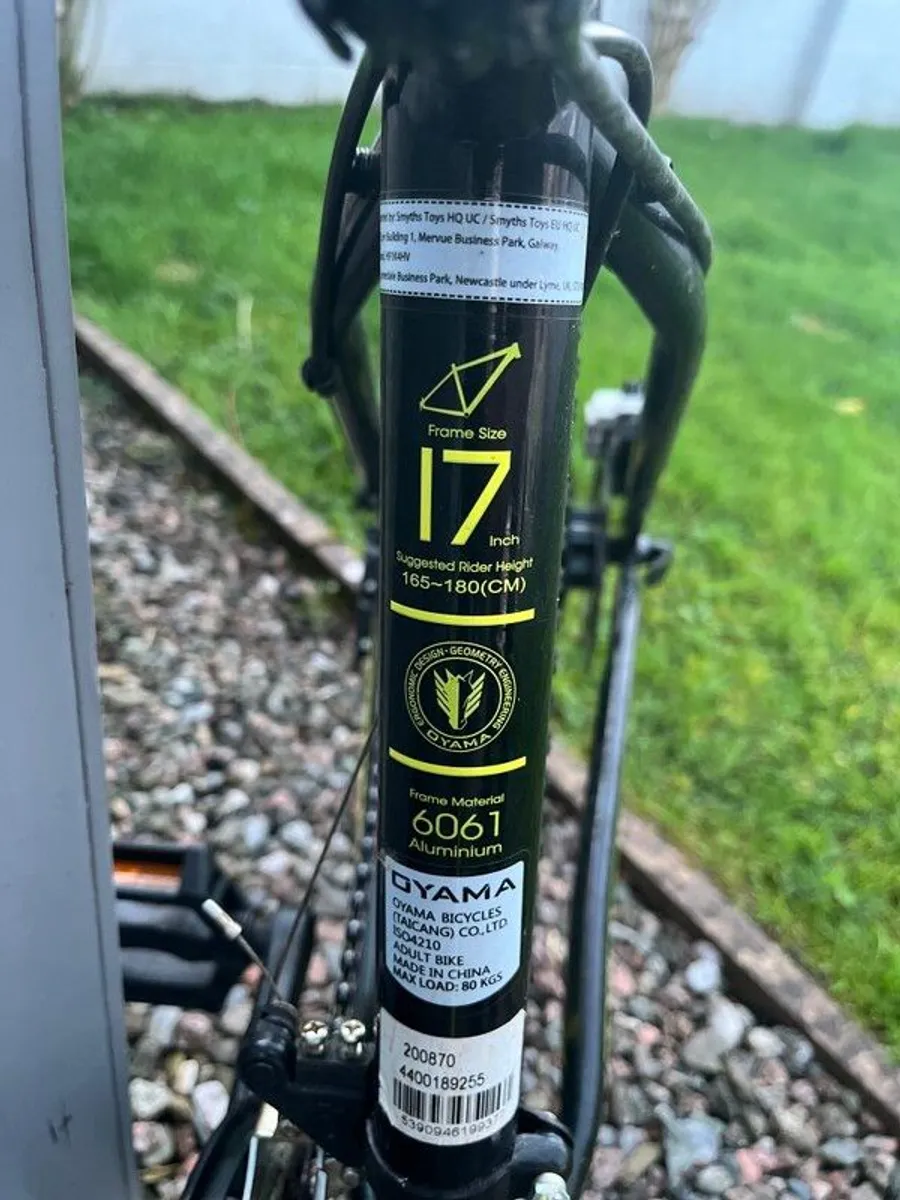 by Smyths Toys HQ UC / Smyths Toys EU HQ UC
Building 1, Mervue Business Park, Galway
Business Park, Newcastle under Lyme, UK,
Frame Size
17
Inch
Suggested Rider Height
165~180(CM)
ERGONOMIC DESIGN·GEOMETRY ENGINEERING
OYAMA
Frame Material
6061
Aluminium
OYAMA
OYAMA BICYCLES
(TAICANG) CO.,LTD.
ISO4210
ADULT BIKE
MADE IN CHINA
MAX LOAD: 80 KGS
200870
4400189255